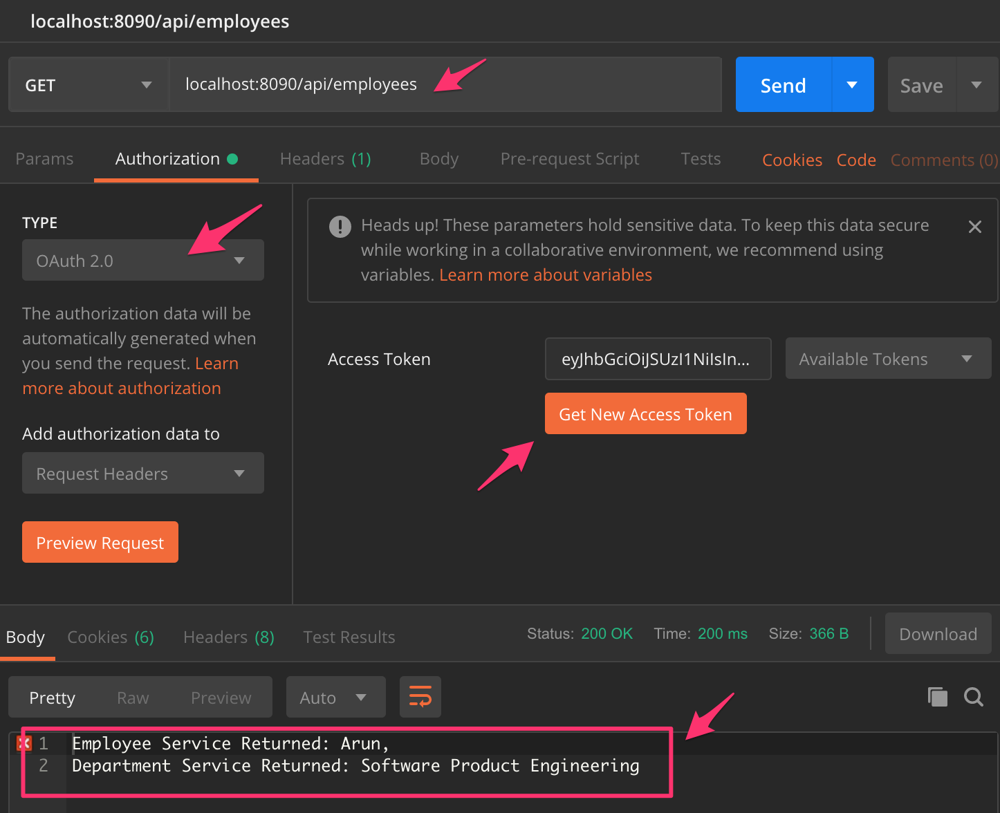 localhost:8090/api/employees
GET
localhost:8090/api/employees
Send
Save
Params
Authorization
Headers (1)
Body
Pre-request Script
Tests
Cookies
Code
Comments (0)
TYPE
OAuth 2.0
The authorization data will be
automatically generated when
you send the request. Learn
more about authorization
Add authorization data to
Request Headers
Preview Request
Heads up! These parameters hold sensitive data. To keep this data secure
while working in a collaborative environment, we recommend using
variables. Learn more about variables
Access Token
eyJhbGciOiJSUzI1NiIsIn...
Available Tokens
Get New Access Token
Body
Cookies (6)
Headers (8)
Test Results
Status: 200 OK
Time: 200 ms
Size: 366 B
Download
Pretty
Raw
Preview
Auto
1 Employee Service Returned: Arun,
2 Department Service Returned: Software Product Engineering